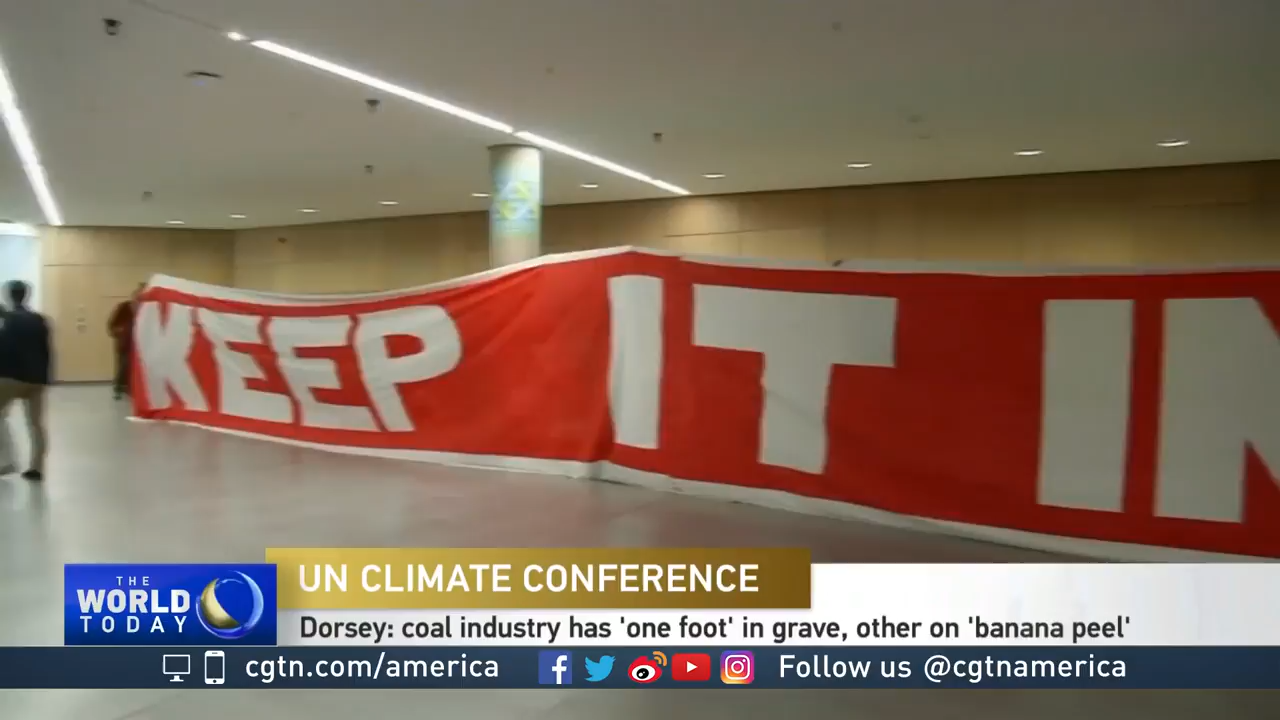 KEEP IT IN
UN CLIMATE CONFERENCE
THE
WORLD
TODAY
Dorsey: coal industry has 'one foot' in grave, other on 'banana peel'
cgtn.com/america
Follow us @cgtnamerica